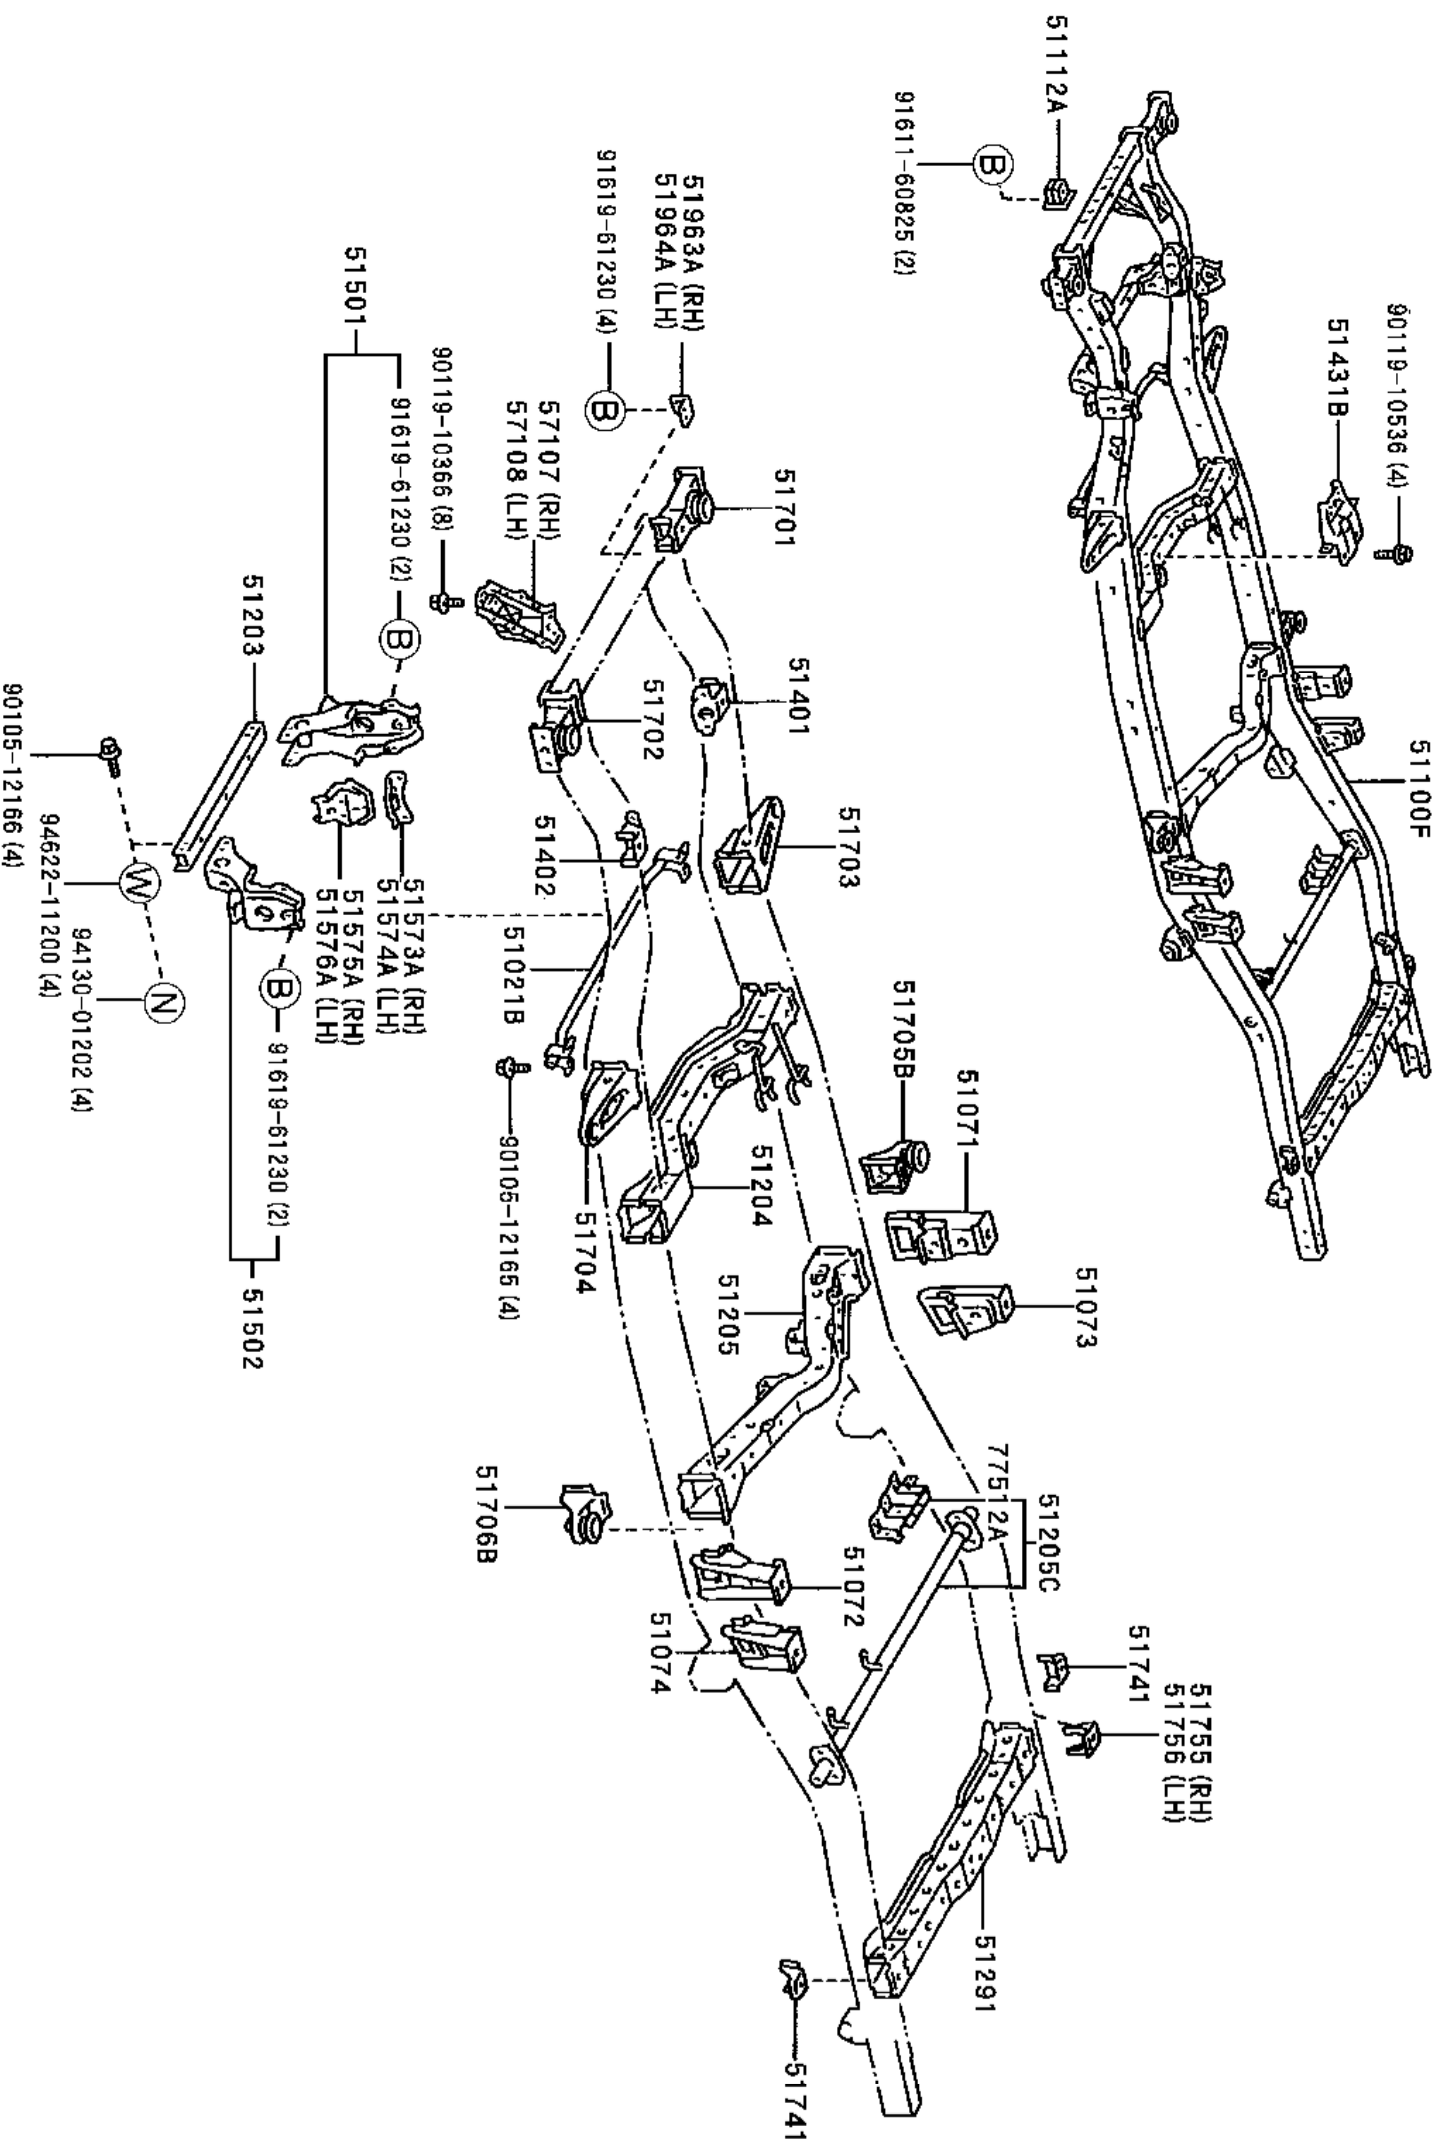 51100F
90119-10536 (4)
51431B
51112A
B
91611-60825 (2)
51755 (RH)
51756 (LH)
51741
51073
51205C
77512A
51071
51705B
51291
51703
51072
51701
51401
51204
51205
51741
51963A (RH)
51964A (LH)
51702
51074
91619-61230 (4)
B
57107 (RH)
57108 (LH)
51402
51704
51021B
90105-12165 (4)
51706B
90119-10366 (8)
91619-61230 (2)
B
51501
51573A (RH)
51574A (LH)
51575A (RH)
51576A (LH)
B
91619-61230 (2)
51203
51502
W
N
94130-01202 (4)
94622-11200 (4)
90105-12166 (4)